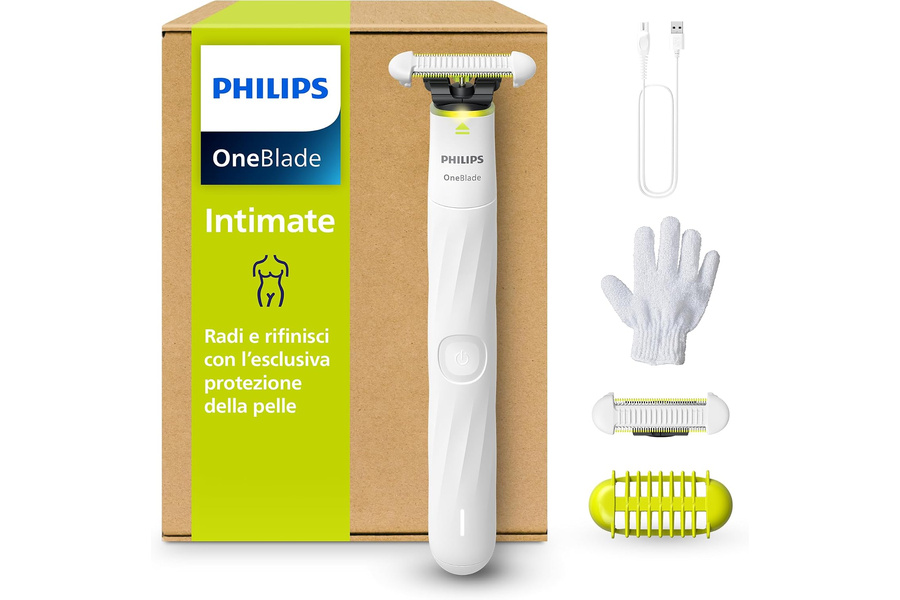 PHILIPS
OneBlade
Intimate
Radi e rifinisci
con l'esclusiva
protezione
della pelle
PHILIPS
OneBlade